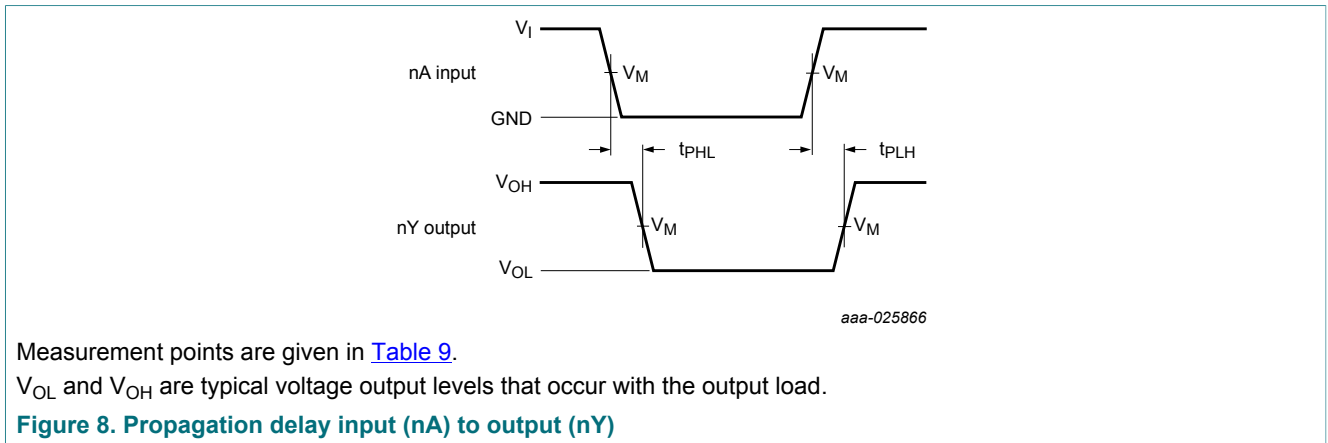 V_I
nA input
V_M
V_M
GND
t_PHL
t_PLH
V_OH
nY output
V_M
V_M
V_OL
aaa-025866
Measurement points are given in Table 9.
V_OL and V_OH are typical voltage output levels that occur with the output load.
Figure 8. Propagation delay input (nA) to output (nY)